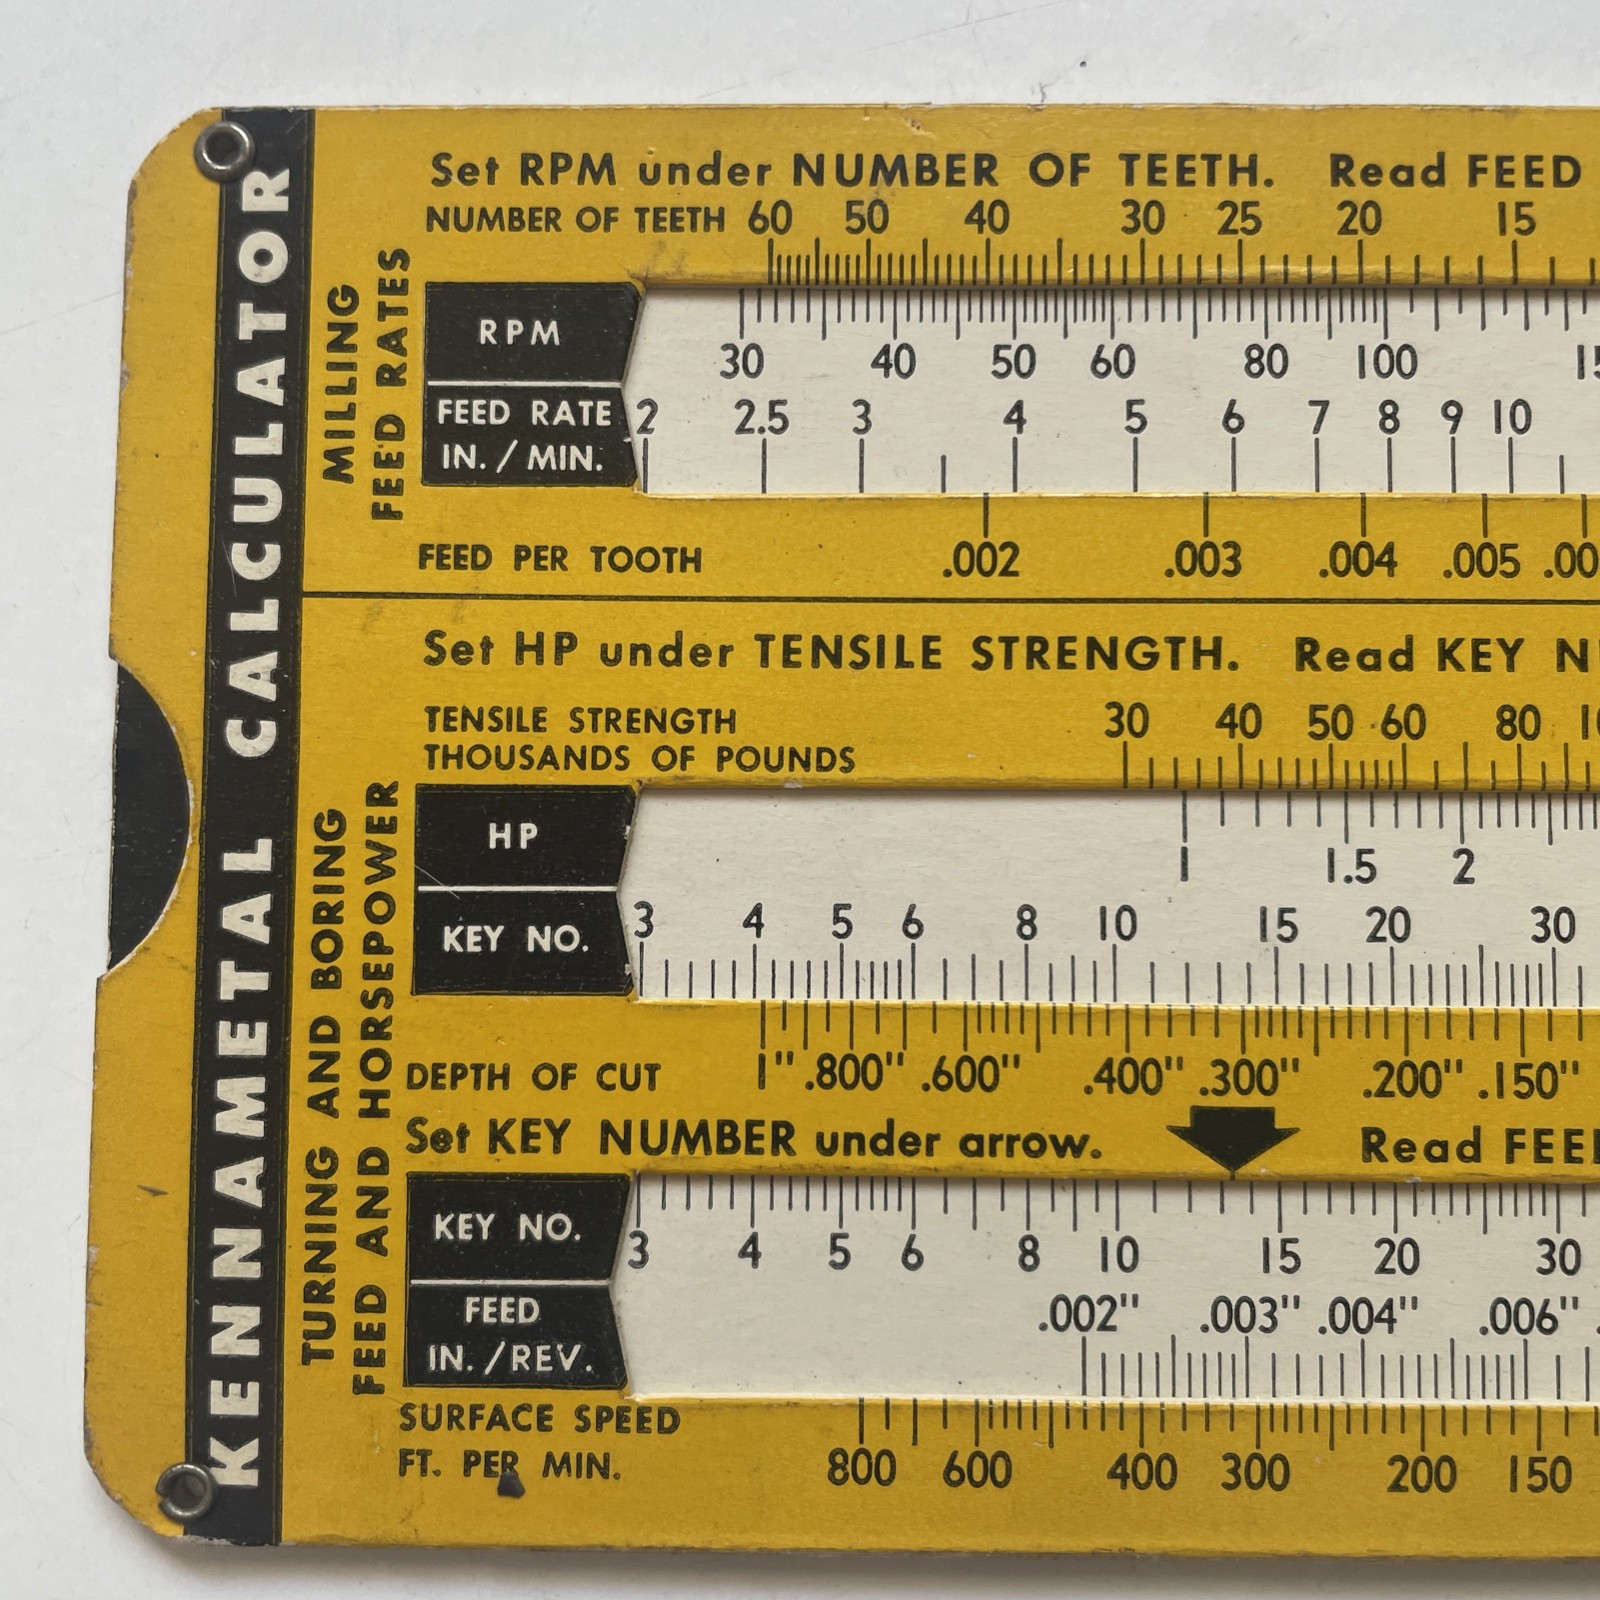 KENNAMETAL CALCULATOR
MILLING
FEED RATES
Set RPM under NUMBER OF TEETH. Read FEED
NUMBER OF TEETH 60 50 40 30 25 20 15
RPM
30 40 50 60 80 100
FEED RATE
IN./MIN.
2 2.5 3 4 5 6 7 8 9 10
.002 .003 .004 .005
FEED PER TOOTH
TURNING AND BORING
FEED AND HORSEPOWER
Set HP under TENSILE STRENGTH. Read KEY
TENSILE STRENGTH
THOUSANDS OF POUNDS
30 40 50 60 80
HP
1 1.5 2
KEY NO.
3 4 5 6 8 10 15 20 30
DEPTH OF CUT 1" .800" .600" .400" .300" .200" .150"
Set KEY NUMBER under arrow. Read
KEY NO.
3 4 5 6 8 10 15 20 30
FEED
IN./REV.
.002" .003" .004" .006"
SURFACE SPEED
FT. PER MIN.
800 600 400 300 200 150